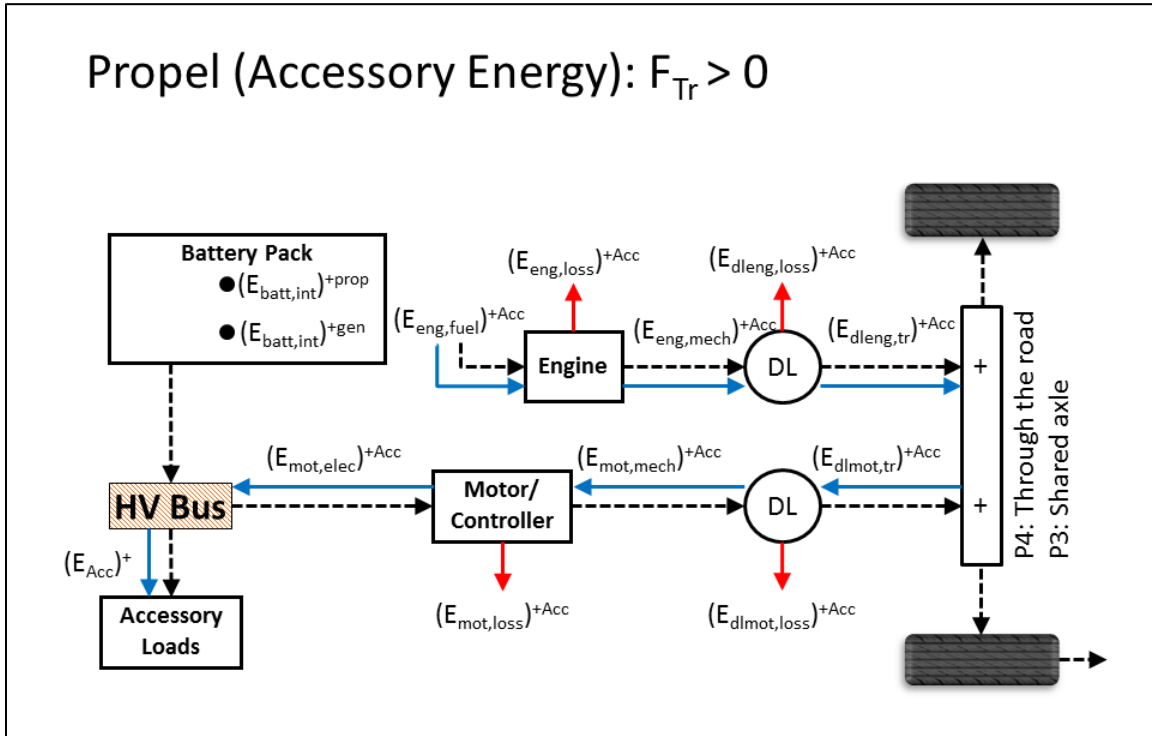 Propel (Accessory Energy): F_Tr > 0
Battery Pack
●(E_batt,int)^+prop
●(E_batt,int)^+gen
(E_eng,loss)^+Acc
(E_dleng,loss)^+Acc
(E_eng,fuel)^+Acc
(E_eng,mech)^+Acc
(E_dleng,tr)^+Acc
Engine
DL
+
(E_mot,elec)^+Acc
(E_mot,mech)^+Acc
(E_dlmot,tr)^+Acc
HV Bus
Motor/
Controller
DL
+
P4: Through the road
P3: Shared axle
(E_Acc)^+
Accessory
Loads
(E_mot,loss)^+Acc
(E_dlmot,loss)^+Acc